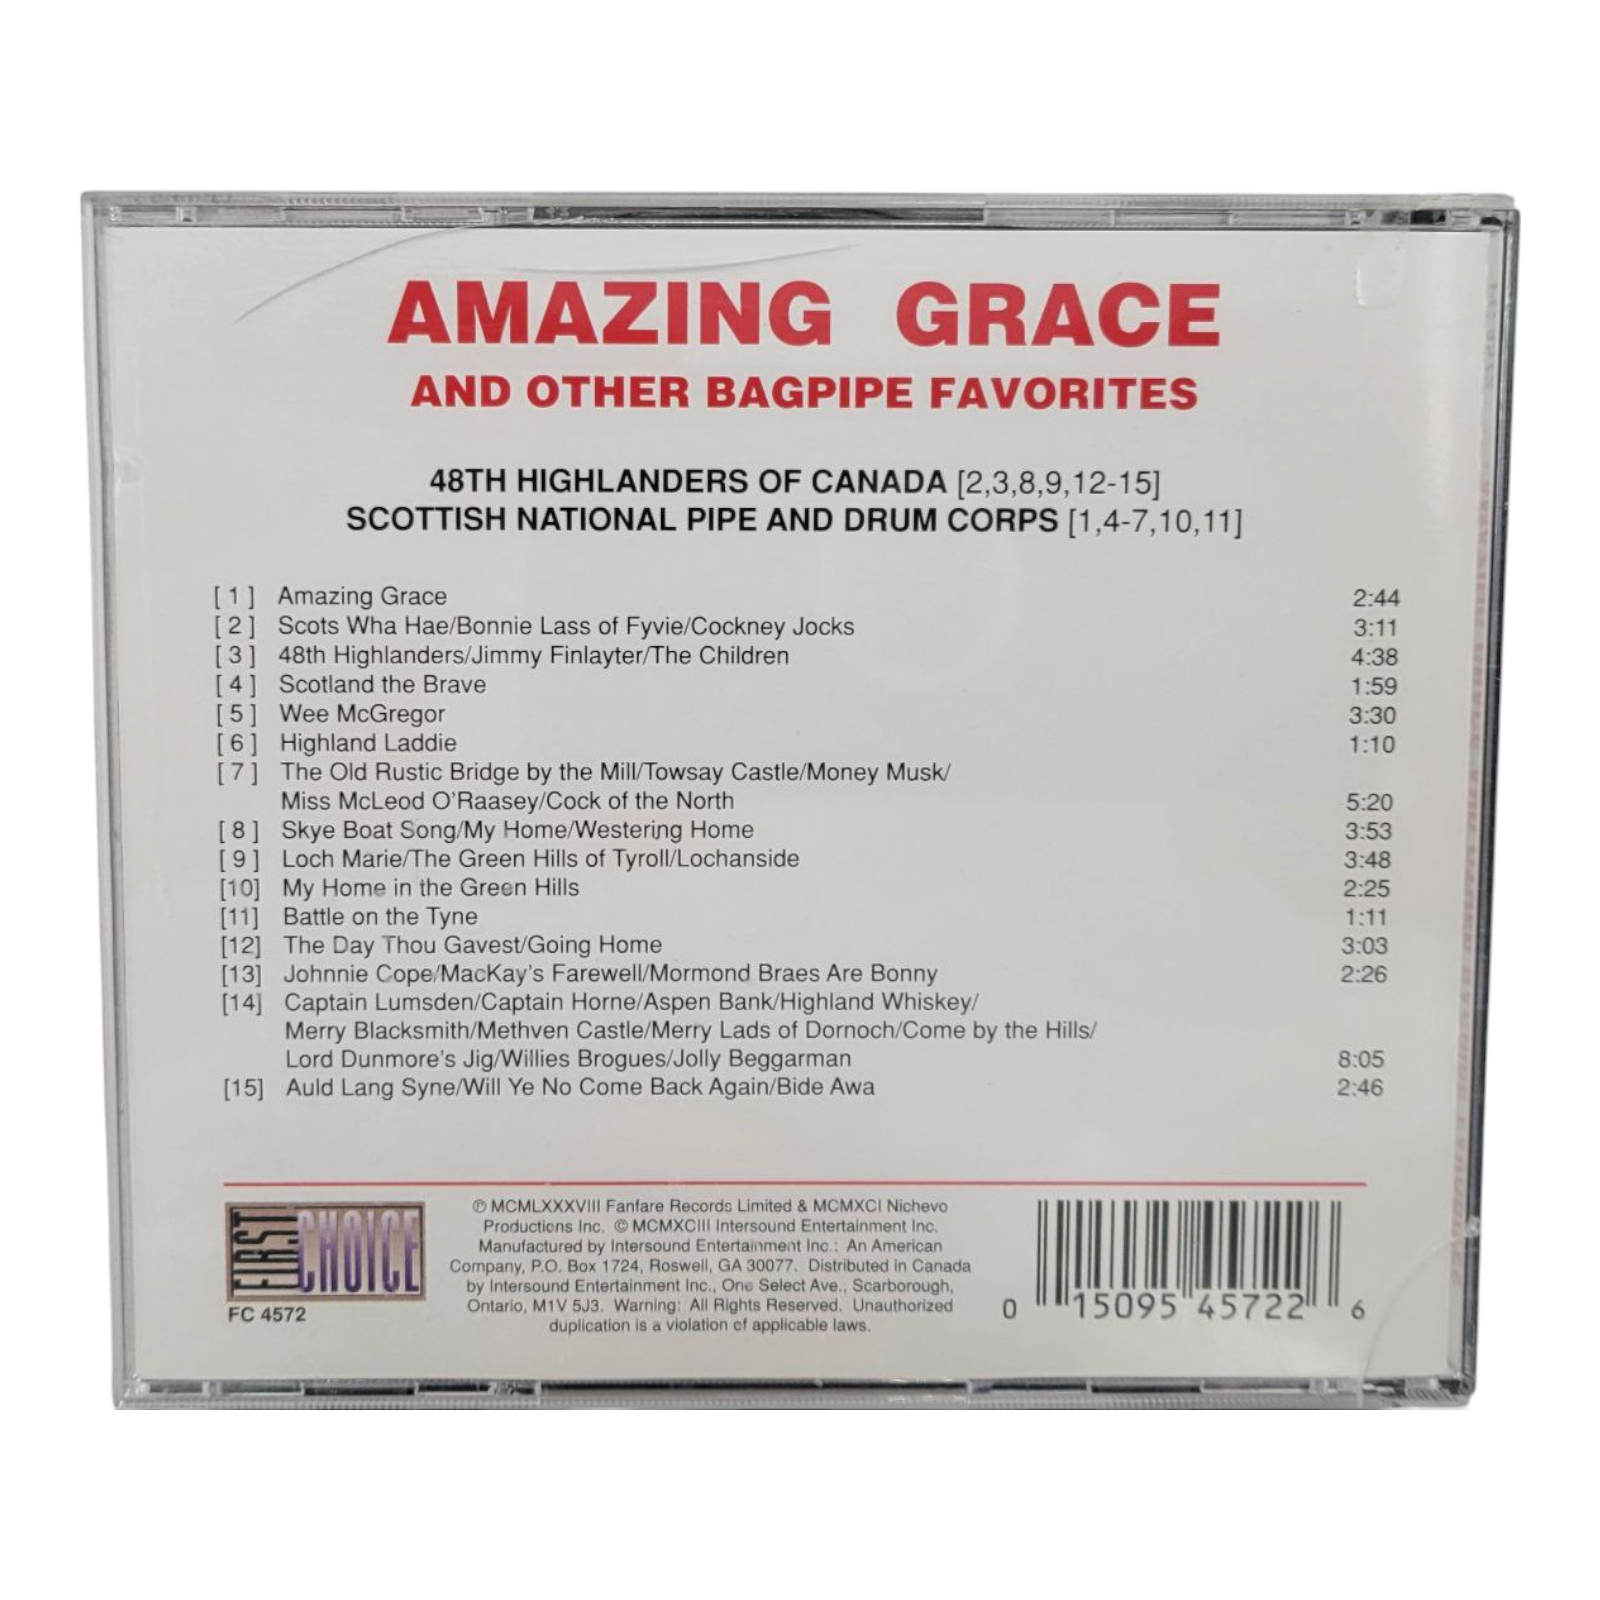 AMAZING GRACE
AND OTHER BAGPIPE FAVORITES
48TH HIGHLANDERS OF CANADA [2,3,8,9,12-15]
SCOTTISH NATIONAL PIPE AND DRUM CORPS [1,4-7,10,11]
[ 1 ] Amazing Grace 2:44
[ 2 ] Scots Wha Hae/Bonnie Lass of Fyvie/Cockney Jocks 3:11
[ 3 ] 48th Highlanders/Jimmy Finlayter/The Children 4:38
[ 4 ] Scotland the Brave 1:59
[ 5 ] Wee McGregor 3:30
[ 6 ] Highland Laddie 1:10
[ 7 ] The Old Rustic Bridge by the Mill/Towsay Castle/Money Musk/
Miss McLeod O'Raasey/Cock of the North 5:20
[ 8 ] Skye Boat Song/My Home/Westering Home 3:53
[ 9 ] Loch Marie/The Green Hills of Tyroll/Lochanside 3:48
[10] My Home in the Green Hills 2:25
[11] Battle on the Tyne 1:11
[12] The Day Thou Gavest/Going Home 3:03
[13] Johnnie Cope/MacKay's Farewell/Mormond Braes Are Bonny 2:26
[14] Captain Lumsden/Captain Horne/Aspen Bank/Highland Whiskey/
Merry Blacksmith/Methven Castle/Merry Lads of Dornoch/Come by the Hills/
Lord Dunmore's Jig/Willies Brogues/Jolly Beggarman 8:05
[15] Auld Lang Syne/Will Ye No Come Back Again/Bide Awa 2:46
FIRST CHOICE
FC 4572
℗ MCMLXXXVIII Fanfare Records Limited & MCMXCI Nichevo
Productions Inc. © MCMXCIII Intersound Entertainment Inc.
Manufactured by Intersound Entertainment Inc.: An American
Company, P.O. Box 1724, Roswell, GA 30077. Distributed in Canada
by Intersound Entertainment Inc., One Select Ave., Scarborough,
Ontario, M1V 5J3. Warning: All Rights Reserved. Unauthorized
duplication is a violation of applicable laws.
0 15095 45722 6